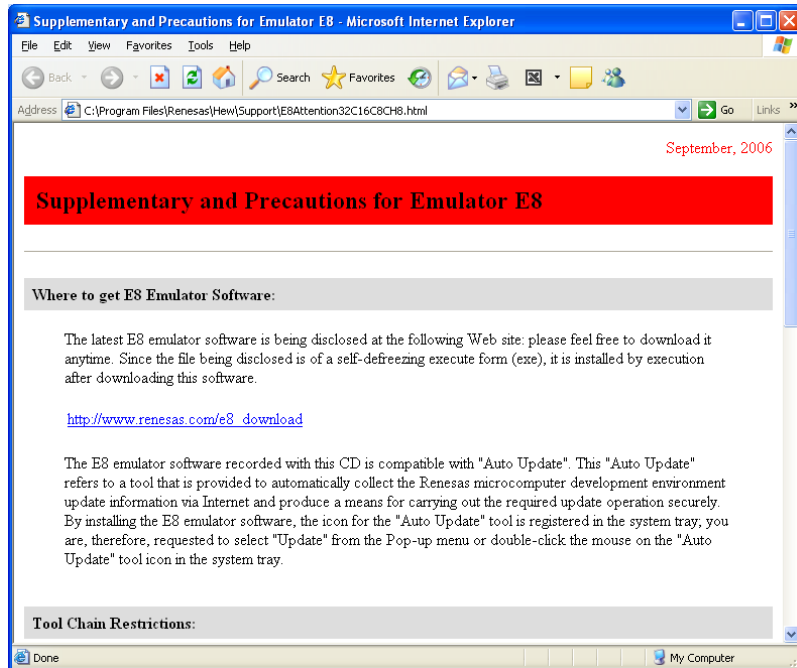 Supplementary and Precautions for Emulator E8 - Microsoft Internet Explorer
File Edit View Favorites Tools Help
Back Search Favorites
Address C:\Program Files\Renesas\Hew\Support\E8Attention32C16C8CH8.html Go Links »
September, 2006
Supplementary and Precautions for Emulator E8
Where to get E8 Emulator Software:
The latest E8 emulator software is being disclosed at the following Web site: please feel free to download it
anytime. Since the file being disclosed is of a self-defreezing execute form (exe), it is installed by execution
after downloading this software.
http://www.renesas.com/e8_download
The E8 emulator software recorded with this CD is compatible with "Auto Update". This "Auto Update"
refers to a tool that is provided to automatically collect the Renesas microcomputer development environment
update information via Internet and produce a means for carrying out the required update operation securely.
By installing the E8 emulator software, the icon for the "Auto Update" tool is registered in the system tray; you
are, therefore, requested to select "Update" from the Pop-up menu or double-click the mouse on the "Auto
Update" tool icon in the system tray.
Tool Chain Restrictions:
Done My Computer